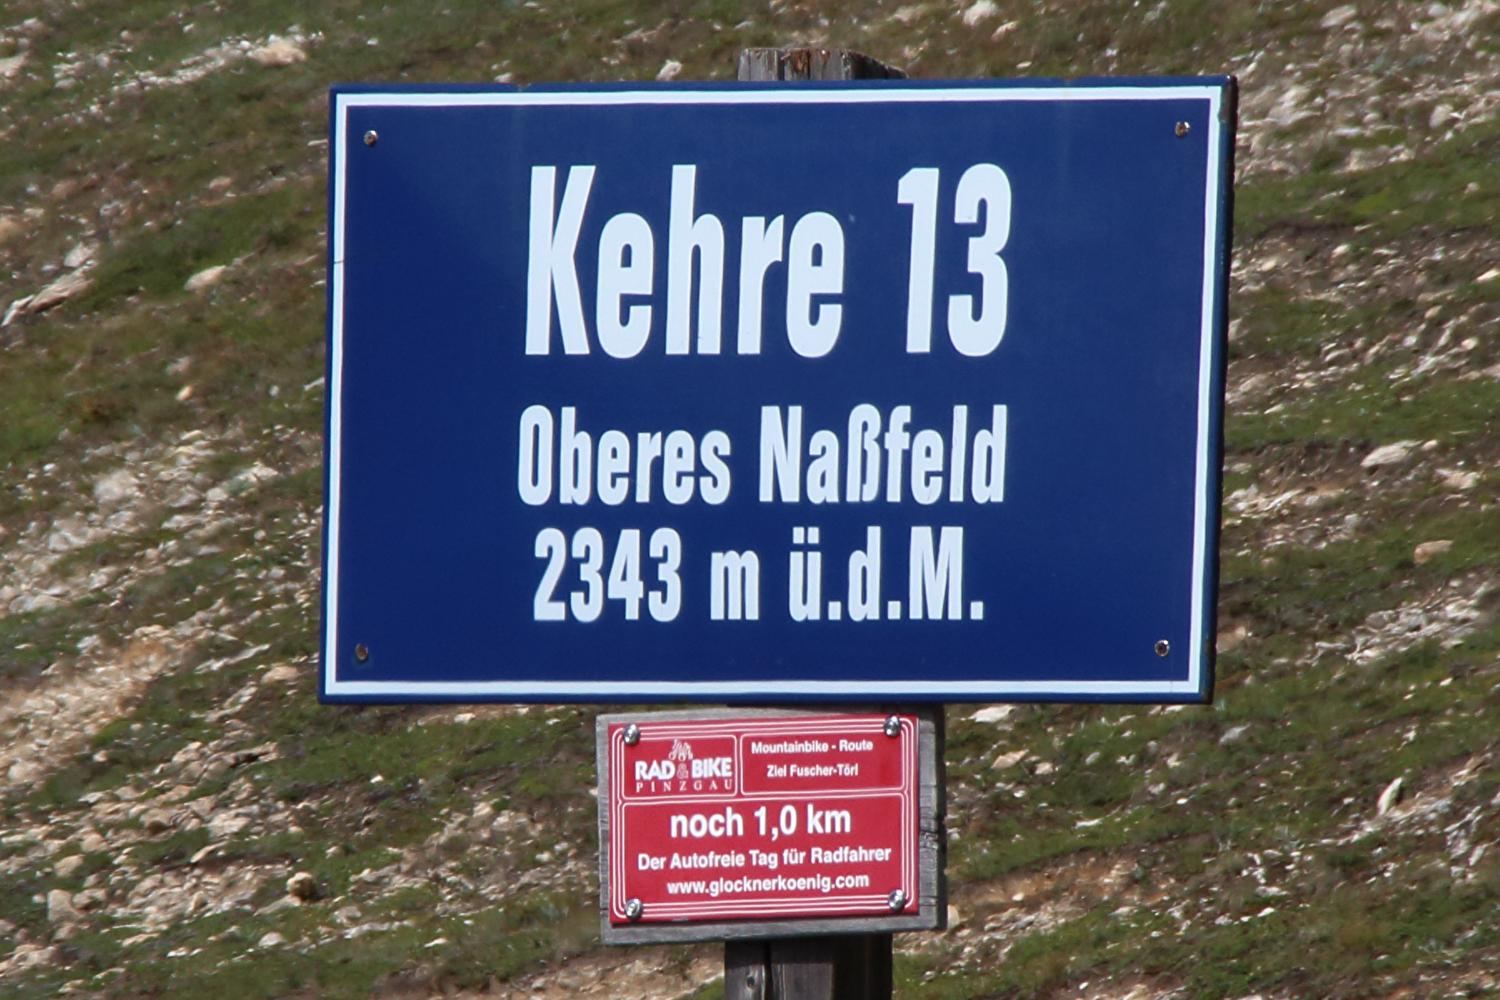 Kehre 13
Oberes Naßfeld
2343 m ü.d.M.
RAD & BIKE
PINZGAU
Mountainbike - Route
Ziel Fuscher-Törl
noch 1,0 km
Der Autofreie Tag für Radfahrer
www.glocknerkoenig.com